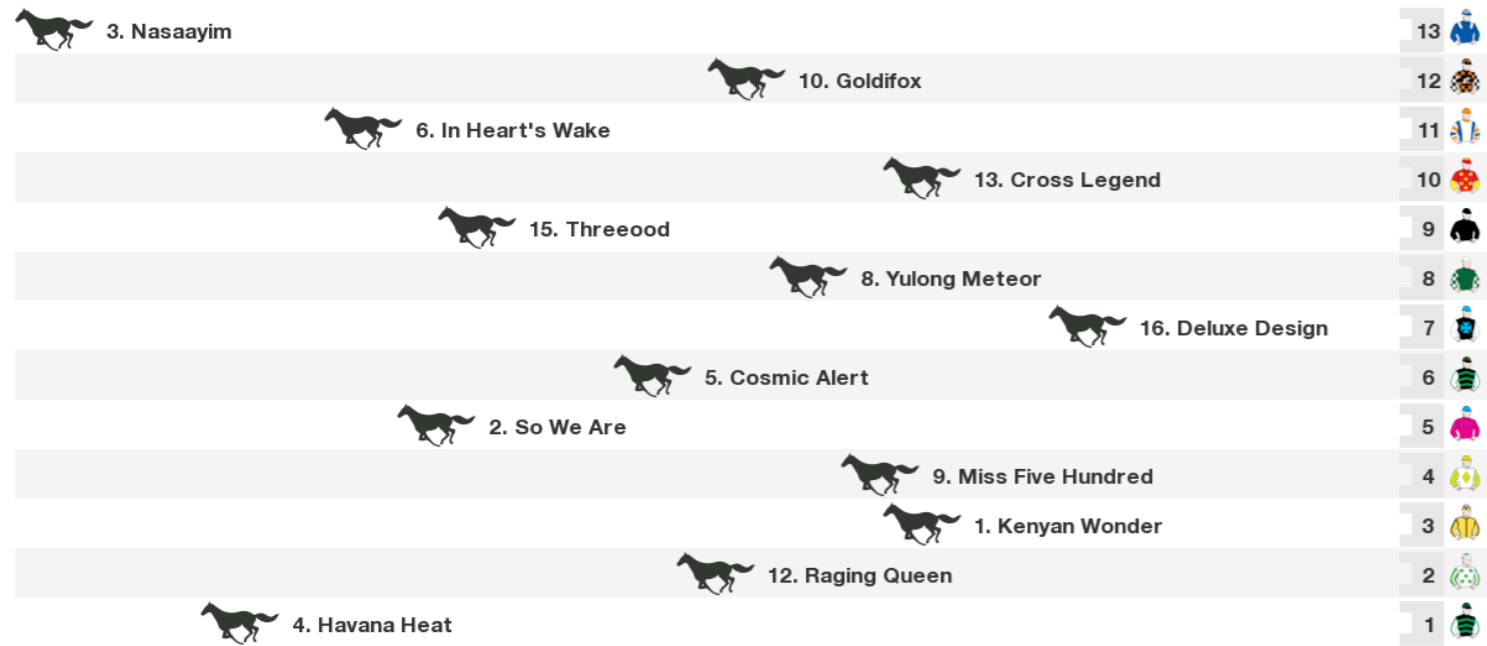 3. Nasaayim 13
10. Goldifox 12
6. In Heart's Wake 11
13. Cross Legend 10
15. Threeood 9
8. Yulong Meteor 8
16. Deluxe Design 7
5. Cosmic Alert 6
2. So We Are 5
9. Miss Five Hundred 4
1. Kenyan Wonder 3
12. Raging Queen 2
4. Havana Heat 1